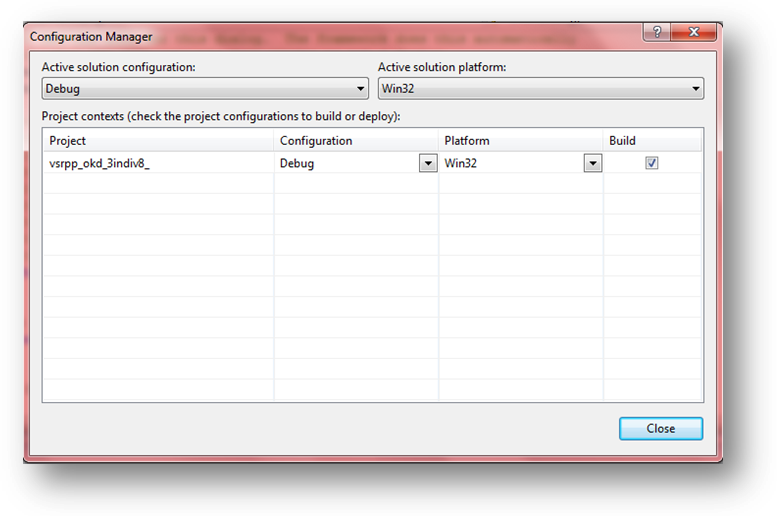 Configuration Manager
Active solution configuration:
Active solution platform:
Debug
Win32
Project contexts (check the project configurations to build or deploy):
Project Configuration Platform Build
vsrpp_okd_3indiv8_ Debug Win32
Close